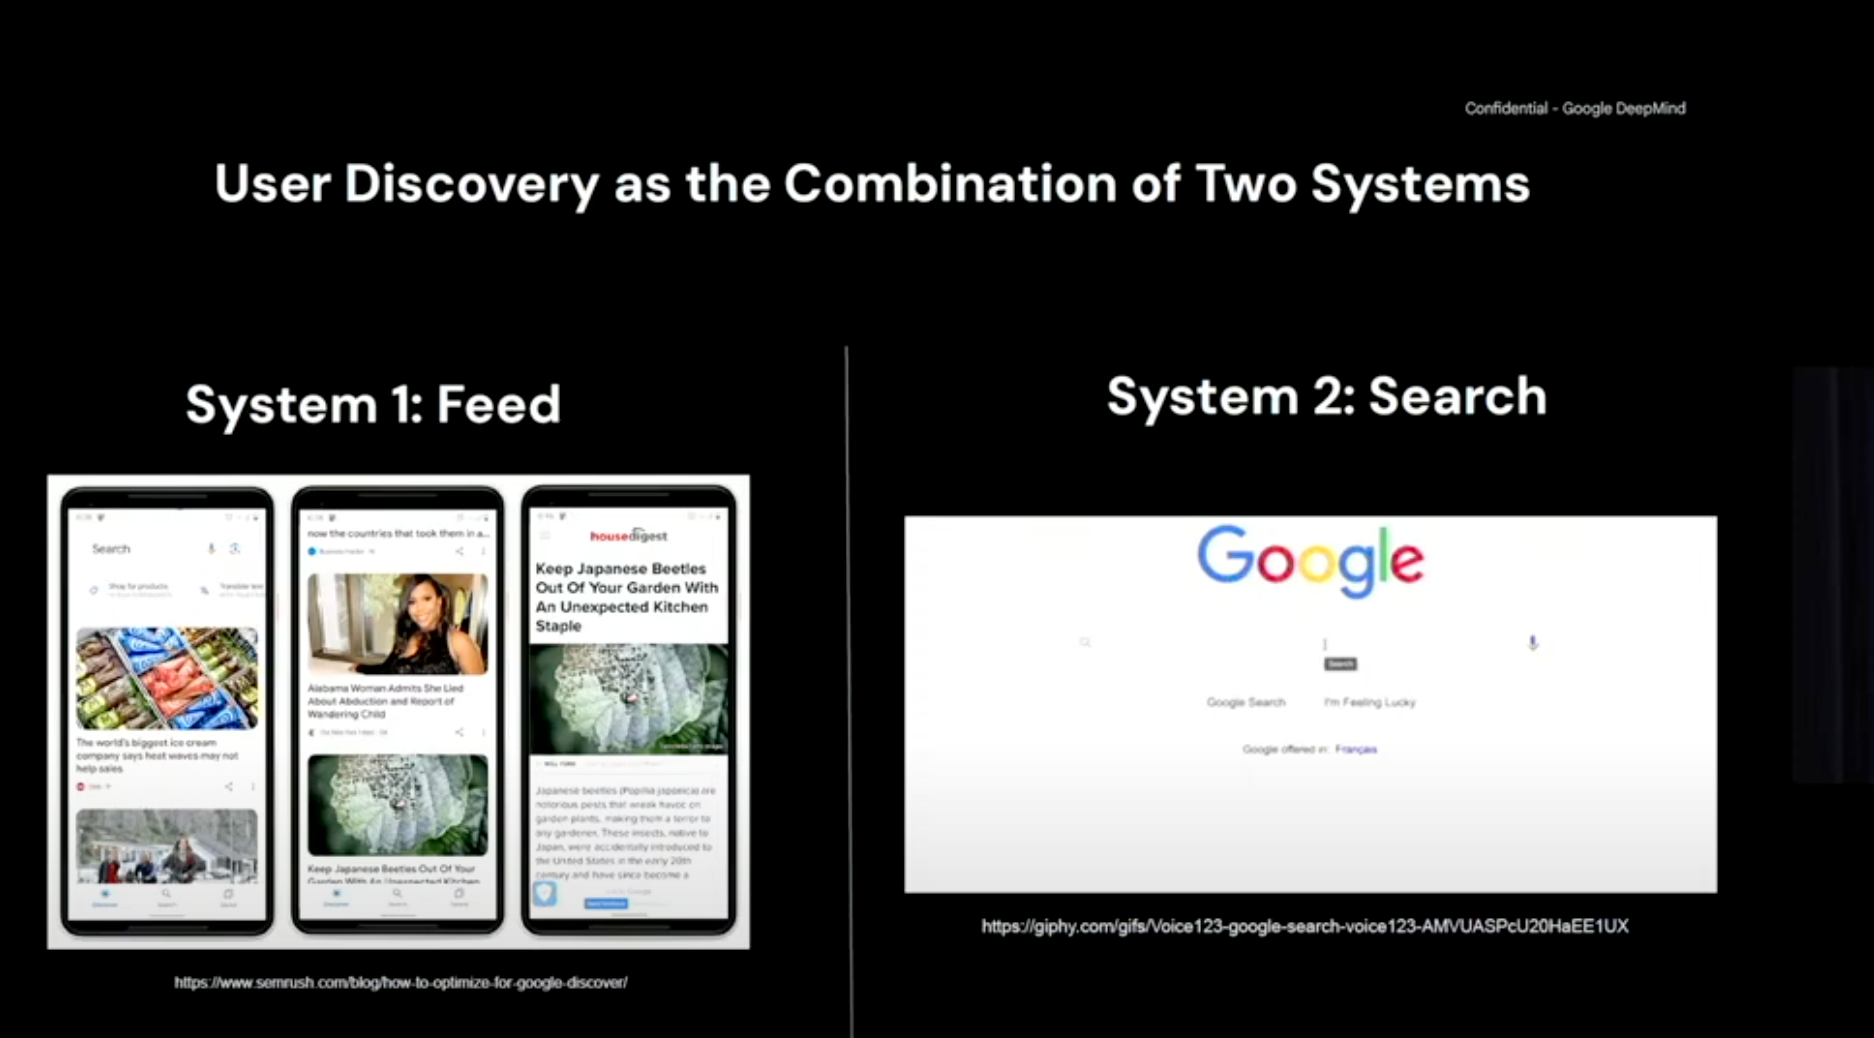 Confidential - Google DeepMind
User Discovery as the Combination of Two Systems
System 1: Feed
System 2: Search
Search
Shop for products
Translate text
The world's biggest ice cream
company says heat waves may not
help sales
now the countries that took them in a...
Business Insider
Alabama Woman Admits She Lied
About Abduction and Report of
Wandering Child
Keep Japanese Beetles Out Of Your
Garden With An Unexpected Kitchen
housedigest
Keep Japanese Beetles
Out Of Your Garden With
An Unexpected Kitchen
Staple
Japanese beetles (Popillia japonica) are
notorious pests that wreak havoc on
garden plants, making them a terror to
any gardener. These insects, native to
Japan, were accidentally introduced to
the United States in the early 20th
century and have since become a
https://www.semrush.com/blog/how-to-optimize-for-google-discover/
Google
Search
Google Search
I'm Feeling Lucky
Google offered in: Français
https://giphy.com/gifs/Voice123-google-search-voice123-AMVUASPcU20HaEE1UX